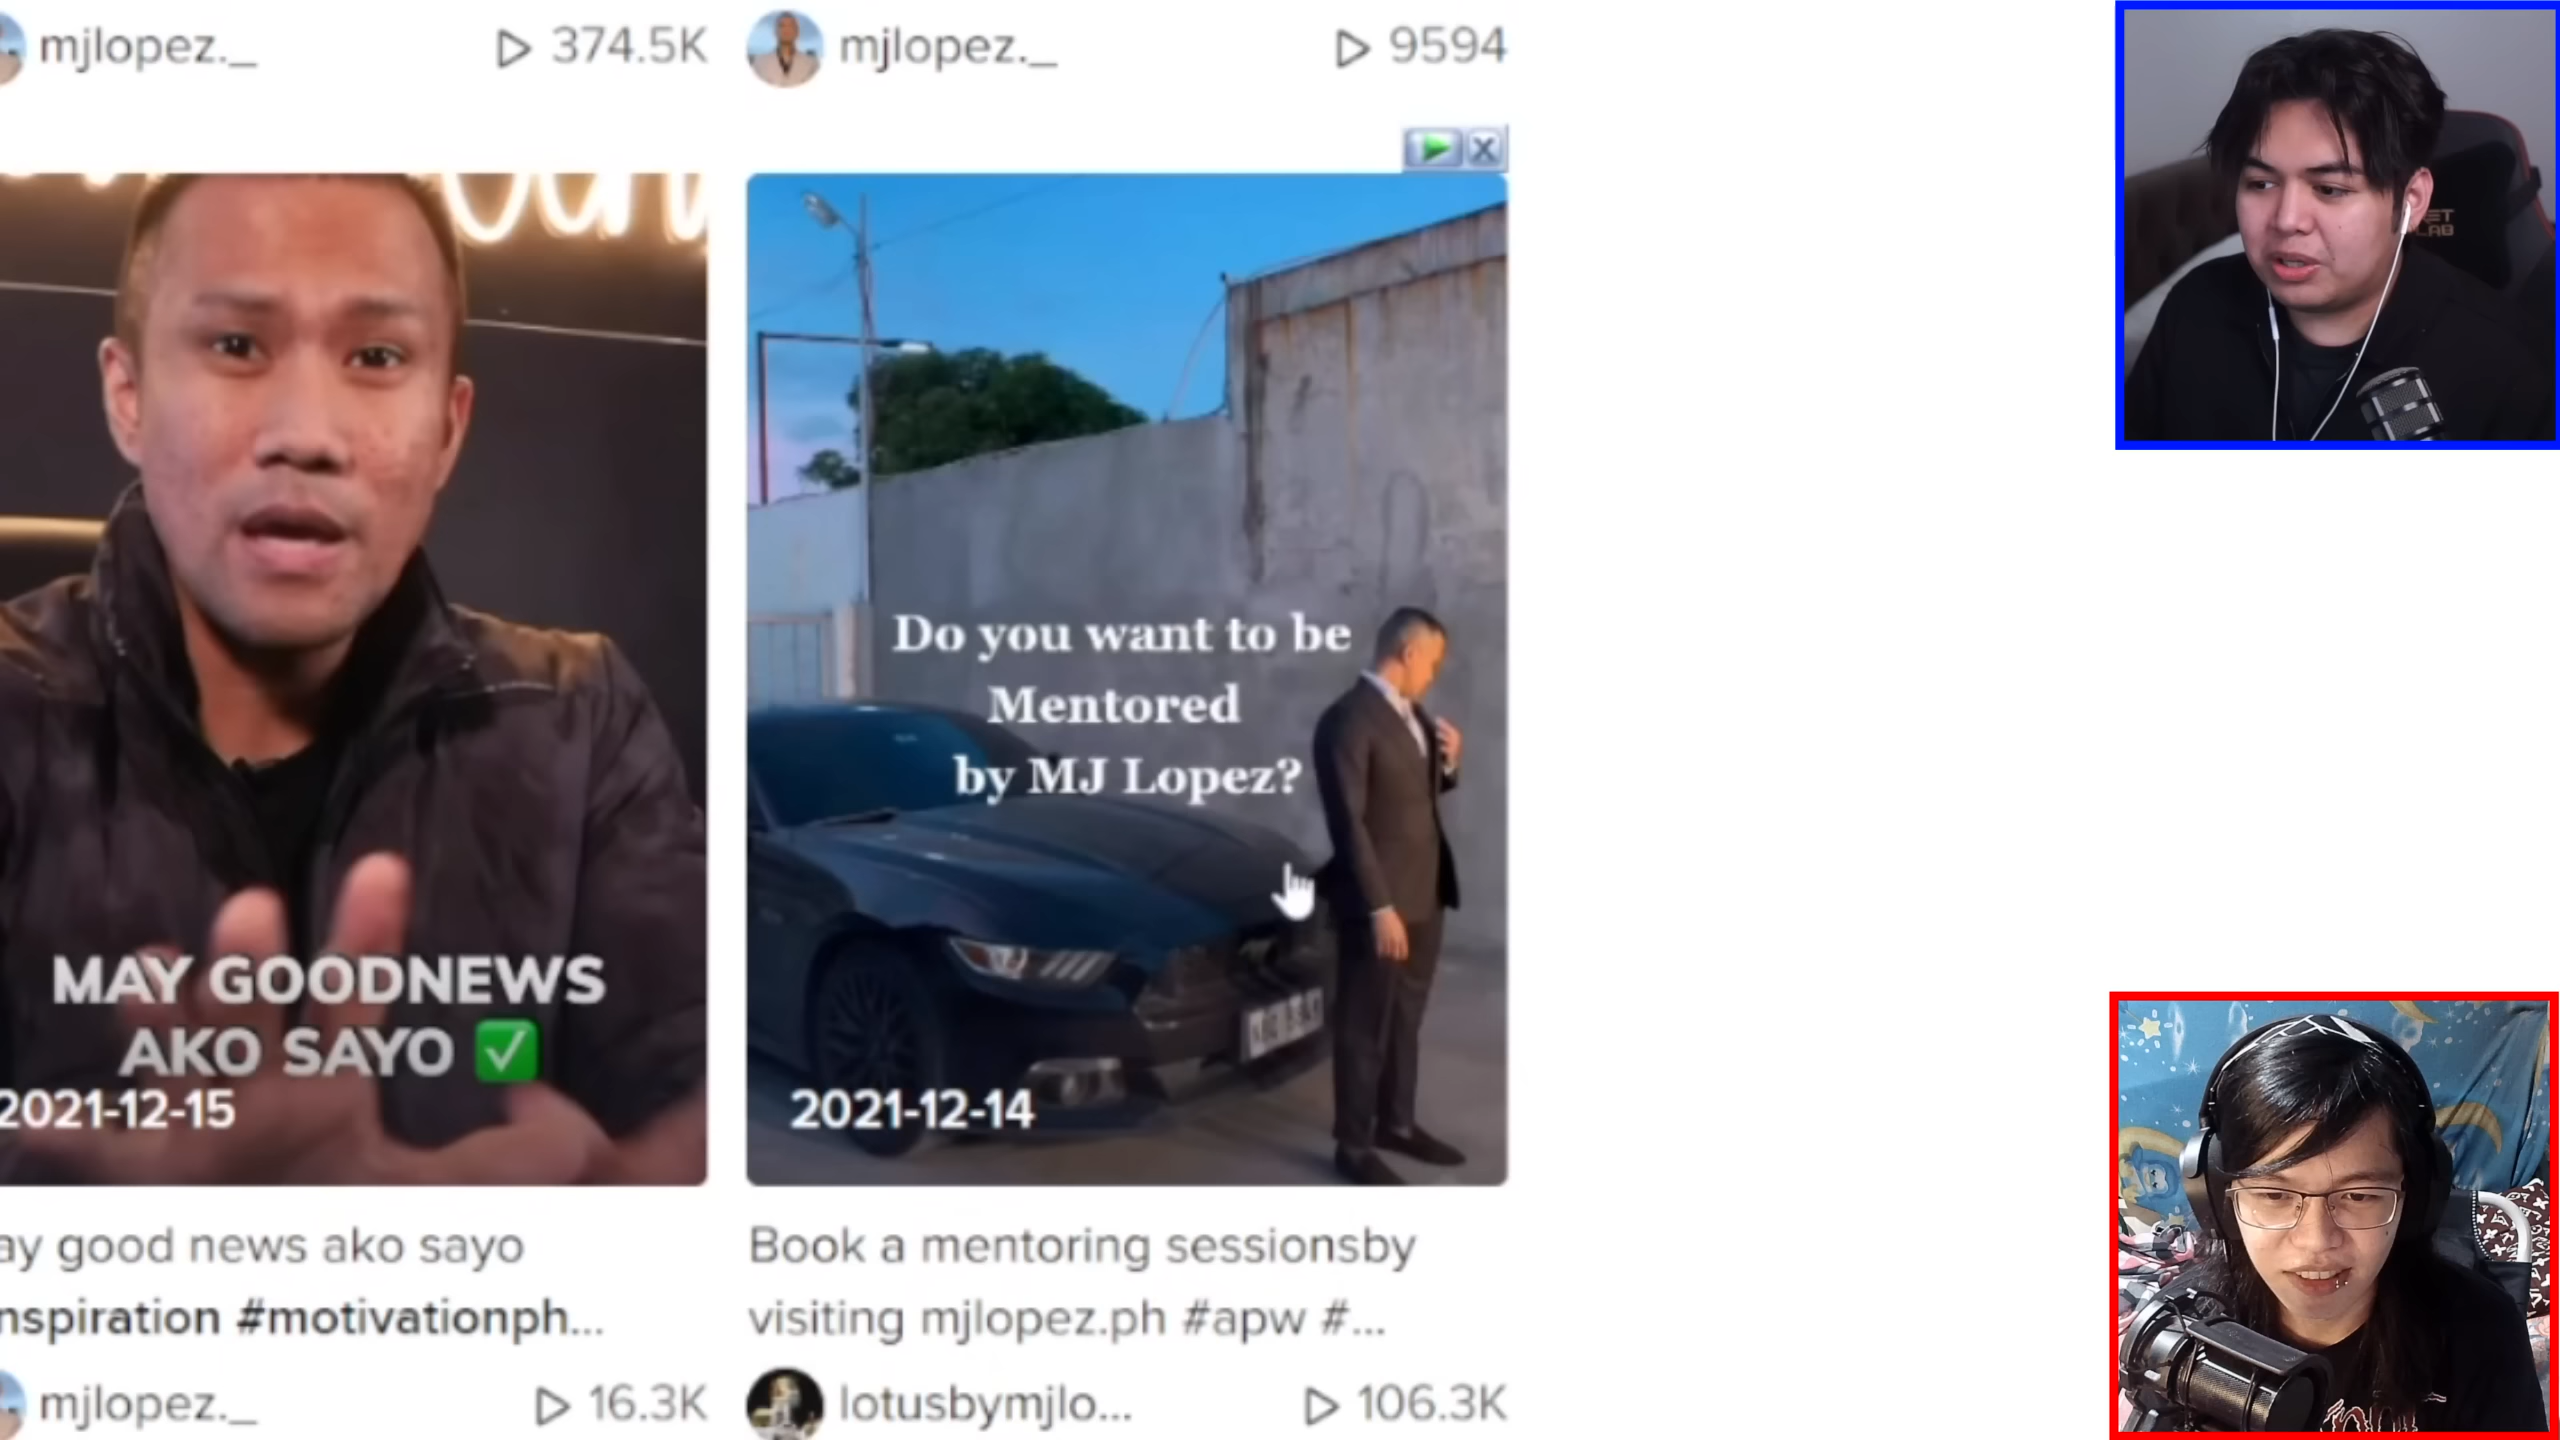 mjlopez._ 374.5K
mjlopez._ 9594
MAY GOODNEWS
AKO SAYO
2021-12-15
Do you want to be
Mentored
by MJ Lopez?
2021-12-14
ay good news ako sayo
nspiration #motivationph...
Book a mentoring sessionsby
visiting mjlopez.ph #apw #...
mjlopez._ 16.3K
lotusbymjlo... 106.3K